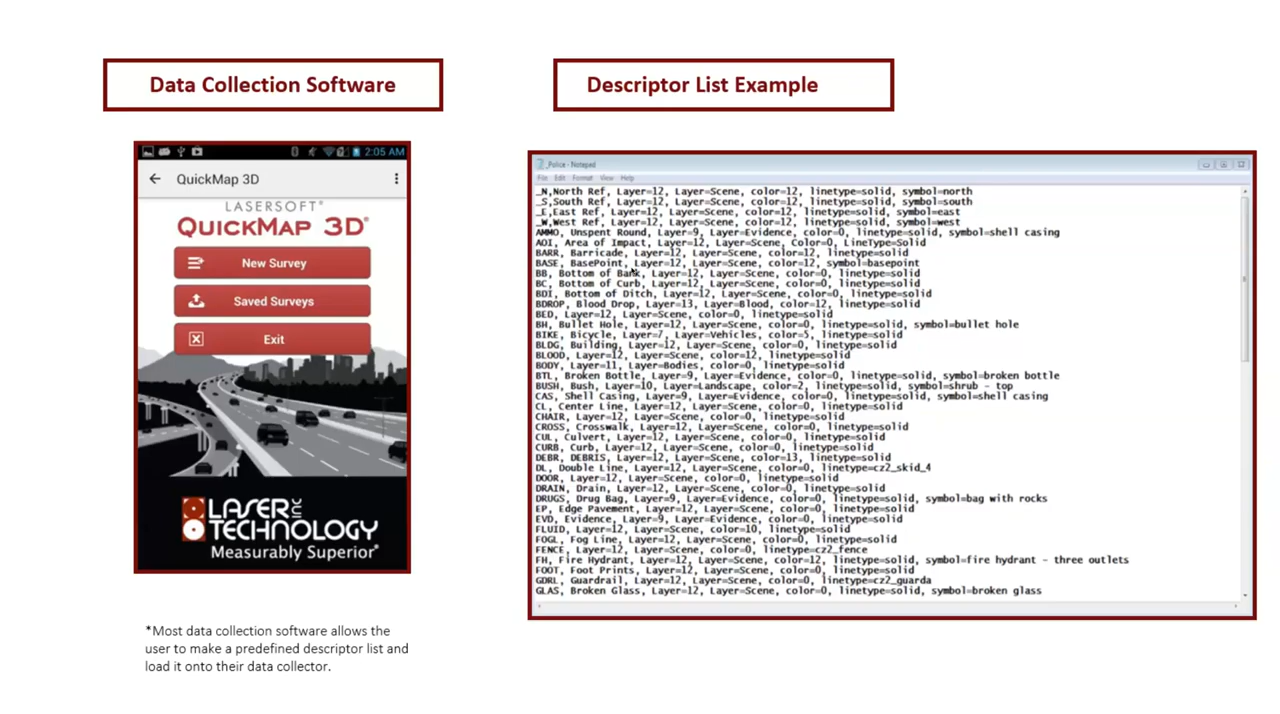 Data Collection Software
2:05 AM
QuickMap 3D
LASERSOFT®
QUICKMAP 3D®
New Survey
Saved Surveys
Exit
LASER INC
TECHNOLOGY
Measurably Superior®
*Most data collection software allows the
user to make a predefined descriptor list and
load it onto their data collector.
Descriptor List Example
_Police - Notepad
File Edit Format View Help
_N,North Ref, Layer=12, Layer=Scene, color=12, linetype=solid, symbol=north
_S,South Ref, Layer=12, Layer=Scene, color=12, linetype=solid, symbol=south
_E,East Ref, Layer=12, Layer=Scene, color=12, linetype=solid, symbol=east
_W,West Ref, Layer=12, Layer=Scene, color=12, linetype=solid, symbol=west
AMMO, Unspent Round, Layer=9, Layer=Evidence, color=0, linetype=solid, symbol=shell casing
AOI, Area of Impact, Layer=12, Layer=Scene, Color=0, LineType=Solid
BARR, Barricade, Layer=12, Layer=Scene, color=12, linetype=solid
BASE, BasePoint, Layer=12, Layer=Scene, color=12, symbol=basepoint
BB, Bottom of Bank, Layer=12, Layer=Scene, color=0, linetype=solid
BC, Bottom of Curb, Layer=12, Layer=Scene, color=0, linetype=solid
BDI, Bottom of Ditch, Layer=12, Layer=Scene, color=0, linetype=solid
BDROP, Blood Drop, Layer=13, Layer=Blood, color=12, linetype=solid
BED, Layer=12, Layer=Scene, color=0, linetype=solid
BH, Bullet Hole, Layer=12, Layer=Scene, color=0, linetype=solid, symbol=bullet hole
BIKE, Bicycle, Layer=7, Layer=Vehicles, color=5, linetype=solid
BLDG, Building, Layer=12, Layer=Scene, color=0, linetype=solid
BLOOD, Layer=12, Layer=Scene, color=12, linetype=solid
BODY, Layer=11, Layer=Bodies, color=0, linetype=solid
BTL, Broken Bottle, Layer=9, Layer=Evidence, color=0, linetype=solid, symbol=broken bottle
BUSH, Bush, Layer=10, Layer=Landscape, color=2, linetype=solid, symbol=shrub - top
CAS, Shell Casing, Layer=9, Layer=Evidence, color=0, linetype=solid, symbol=shell casing
CL, Center Line, Layer=12, Layer=Scene, color=0, linetype=solid
CHAIR, Layer=12, Layer=Scene, color=0, linetype=solid
CROSS, Crosswalk, Layer=12, Layer=Scene, color=0, linetype=solid
CUL, Culvert, Layer=12, Layer=Scene, color=0, linetype=solid
CURB, Curb, Layer=12, Layer=Scene, color=0, linetype=solid
DEBR, DEBRIS, Layer=12, Layer=Scene, color=13, linetype=solid
DL, Double Line, Layer=12, Layer=Scene, color=0, linetype=cz2_skid_4
DOOR, Layer=12, Layer=Scene, color=0, linetype=solid
DRAIN, Drain, Layer=12, Layer=Scene, color=0, linetype=solid
DRUGS, Drug Bag, Layer=9, Layer=Evidence, color=0, linetype=solid, symbol=bag with rocks
EP, Edge Pavement, Layer=12, Layer=Scene, color=0, linetype=solid
EVD, Evidence, Layer=9, Layer=Evidence, color=0, linetype=solid
FLUID, Layer=12, Layer=Scene, color=10, linetype=solid
FOGL, Fog Line, Layer=12, Layer=Scene, color=0, linetype=solid
FENCE, Layer=12, Layer=Scene, color=0, linetype=cz2_fence
FH, Fire Hydrant, Layer=12, Layer=Scene, color=12, linetype=solid, symbol=fire hydrant - three outlets
FOOT, Foot Prints, Layer=12, Layer=Scene, color=0, linetype=solid
GDRL, Guardrail, Layer=12, Layer=Scene, color=0, linetype=cz2_guarda
GLAS, Broken Glass, Layer=12, Layer=Scene, color=0, linetype=solid, symbol=broken glass